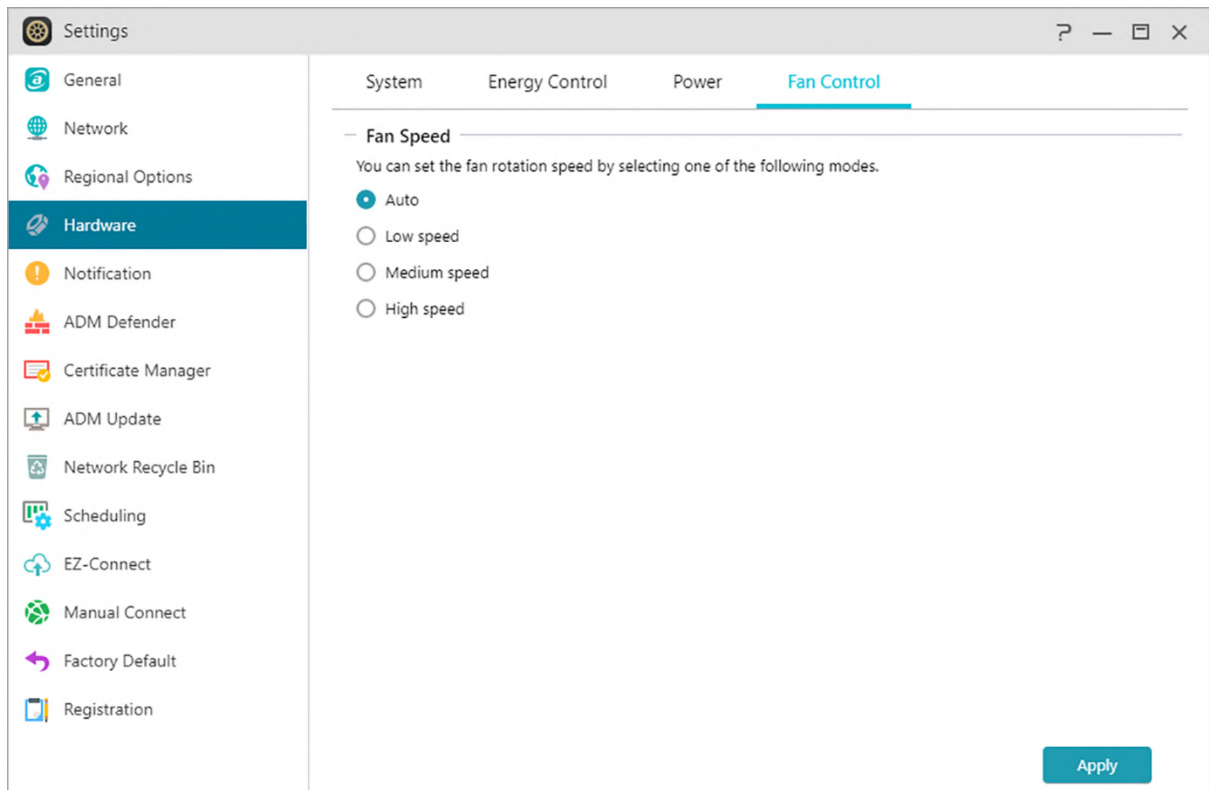 Settings
General
Network
Regional Options
Hardware
Notification
ADM Defender
Certificate Manager
ADM Update
Network Recycle Bin
Scheduling
EZ-Connect
Manual Connect
Factory Default
Registration
System Energy Control Power Fan Control
Fan Speed
You can set the fan rotation speed by selecting one of the following modes.
Auto
Low speed
Medium speed
High speed
Apply